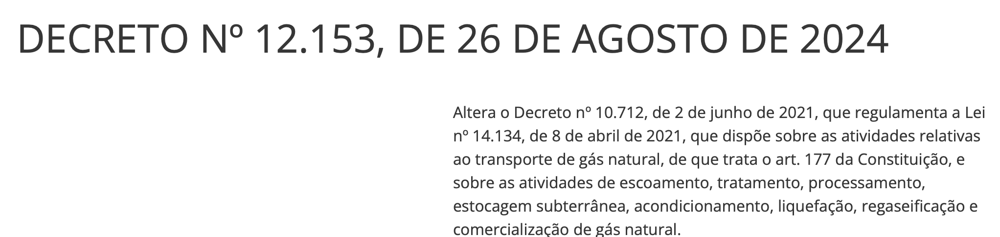 DECRETO Nº 12.153, DE 26 DE AGOSTO DE 2024
Altera o Decreto nº 10.712, de 2 de junho de 2021, que regulamenta a Lei
nº 14.134, de 8 de abril de 2021, que dispõe sobre as atividades relativas
ao transporte de gás natural, de que trata o art. 177 da Constituição, e
sobre as atividades de escoamento, tratamento, processamento,
estocagem subterrânea, acondicionamento, liquefação, regaseificação e
comercialização de gás natural.